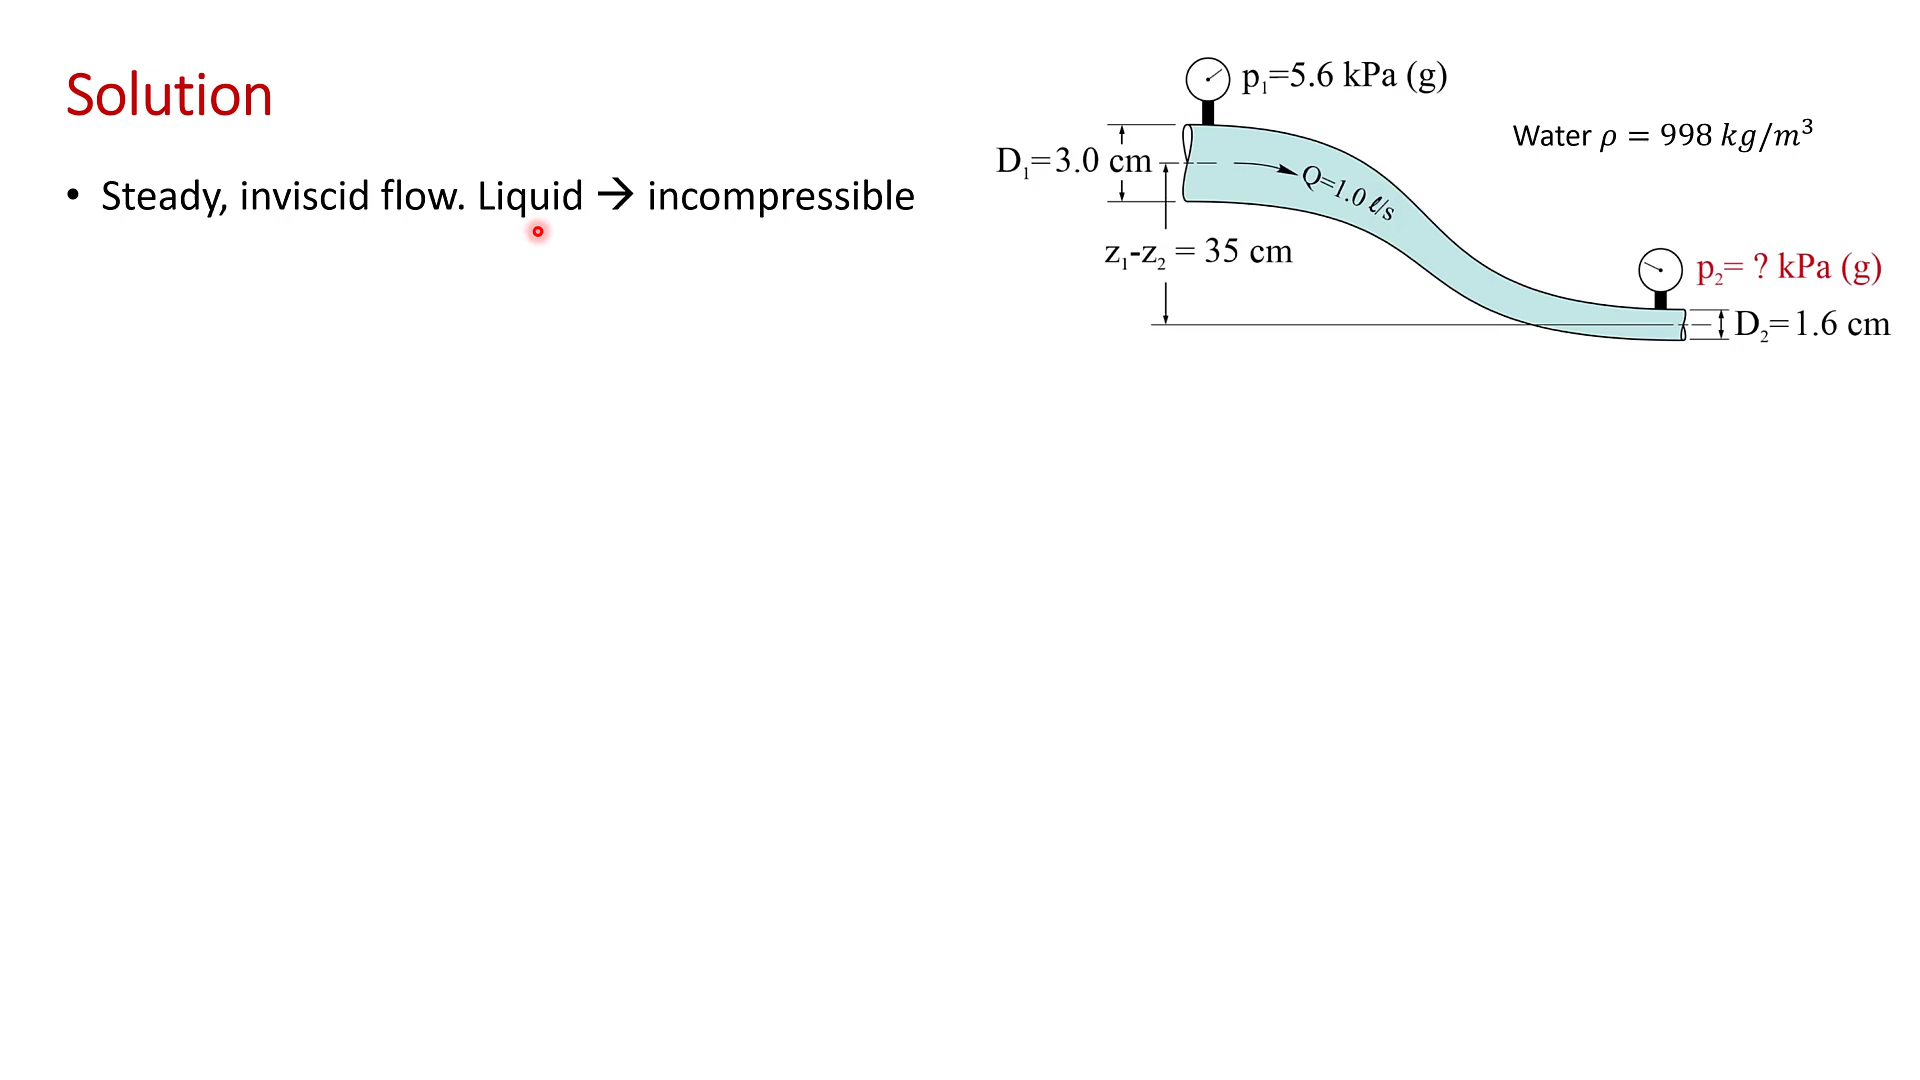 Solution
• Steady, inviscid flow. Liquid → incompressible
p₁=5.6 kPa (g)
Water 𝜌 = 998 𝑘𝑔/𝑚³
D₁=3.0 cm
Q=1.0 ℓ/s
z₁-z₂ = 35 cm
p₂= ? kPa (g)
D₂=1.6 cm